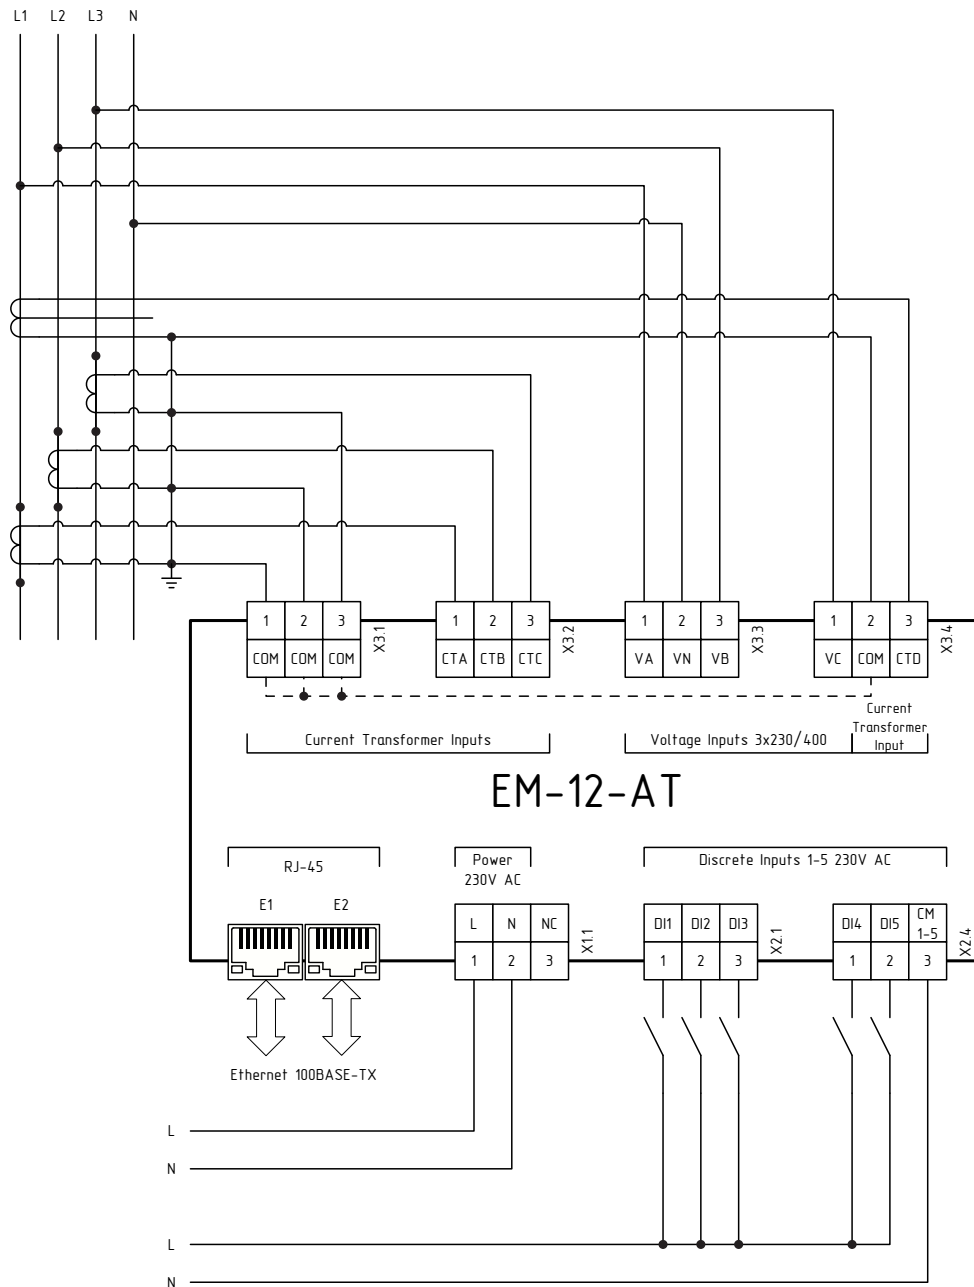 L1 L2 L3 N
1 2 3 X3.1 1 2 3 X3.2 1 2 3 X3.3 1 2 3 X3.4
COM COM COM CTA CTB CTC VA VN VB VC COM CTD
Current Transformer Inputs
Voltage Inputs 3x230/400
Current
Transformer
Input
EM-12-AT
RJ-45
Power
230V AC
Discrete Inputs 1-5 230V AC
E1 E2
L N NC DI1 DI2 DI3 DI4 DI5 CM
1-5
1 2 3 X1.1 1 2 3 X2.1 1 2 3 X2.4
Ethernet 100BASE-TX
L
N
L
N